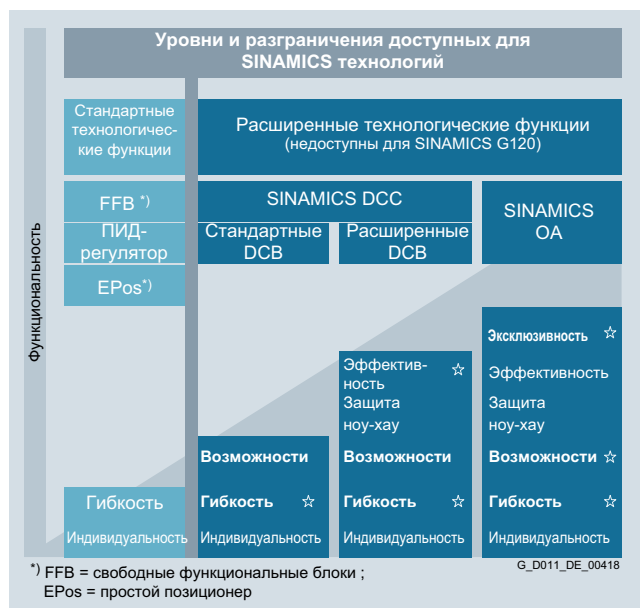 Уровни и разграничения доступных для
SINAMICS технологий
Стандартные
технологичес-
кие функции
Расширенные технологические функции
(недоступны для SINAMICS G120)
FFB *)
SINAMICS DCC
SINAMICS
OA
ПИД-
регулятор
Стандартные
DCB
Расширенные
DCB
EPos*)
Функциональность
Эксклюзивность ☆
Эффектив-
ность ☆
Эффективность
Защита
ноу-хау
Защита
ноу-хау
Возможности
Возможности
Возможности ☆
Гибкость
Гибкость ☆
Гибкость ☆
Гибкость ☆
Индивидуальность
Индивидуальность
Индивидуальность
Индивидуальность
*) FFB = свободные функциональные блоки ;
EPos = простой позиционер
G_D011_DE_00418